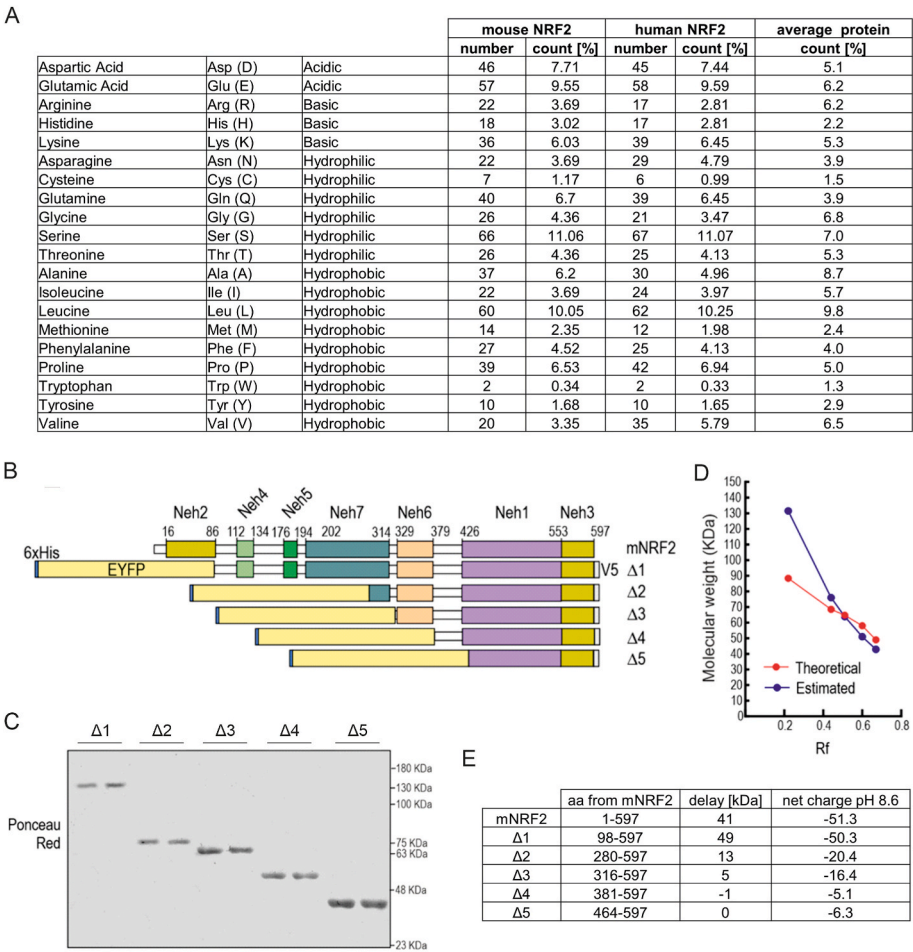 A
mouse NRF2 human NRF2 average protein
number count [%] number count [%] count [%]
Aspartic Acid Asp (D) Acidic 46 7.71 45 7.44 5.1
Glutamic Acid Glu (E) Acidic 57 9.55 58 9.59 6.2
Arginine Arg (R) Basic 22 3.69 17 2.81 6.2
Histidine His (H) Basic 18 3.02 17 2.81 2.2
Lysine Lys (K) Basic 36 6.03 39 6.45 5.3
Asparagine Asn (N) Hydrophilic 22 3.69 29 4.79 3.9
Cysteine Cys (C) Hydrophilic 7 1.17 6 0.99 1.5
Glutamine Gln (Q) Hydrophilic 40 6.7 39 6.45 3.9
Glycine Gly (G) Hydrophilic 26 4.36 21 3.47 6.8
Serine Ser (S) Hydrophilic 66 11.06 67 11.07 7.0
Threonine Thr (T) Hydrophilic 26 4.36 25 4.13 5.3
Alanine Ala (A) Hydrophobic 37 6.2 30 4.96 8.7
Isoleucine Ile (I) Hydrophobic 22 3.69 24 3.97 5.7
Leucine Leu (L) Hydrophobic 60 10.05 62 10.25 9.8
Methionine Met (M) Hydrophobic 14 2.35 12 1.98 2.4
Phenylalanine Phe (F) Hydrophobic 27 4.52 25 4.13 4.0
Proline Pro (P) Hydrophobic 39 6.53 42 6.94 5.0
Tryptophan Trp (W) Hydrophobic 2 0.34 2 0.33 1.3
Tyrosine Tyr (Y) Hydrophobic 10 1.68 10 1.65 2.9
Valine Val (V) Hydrophobic 20 3.35 35 5.79 6.5
B
Neh2 Neh4 Neh5 Neh7 Neh6 Neh1 Neh3
16 86 112 134 176 194 202 314 329 379 426 553 597
6xHis mNRF2
EYFP V5 Δ1
Δ2
Δ3
Δ4
Δ5
C
Δ1 Δ2 Δ3 Δ4 Δ5
180 KDa
130 KDa
100 KDa
Ponceau
Red
75 KDa
63 KDa
48 KDa
23 KDa
D
Molecular weight (KDa)
150
140
130
120
110
100
90
80
70
60
50
40
30
20
10
0
Theoretical
Estimated
0.2 0.4 0.6 0.8
Rf
E
aa from mNRF2 delay [kDa] net charge pH 8.6
mNRF2 1-597 41 -51.3
Δ1 98-597 49 -50.3
Δ2 280-597 13 -20.4
Δ3 316-597 5 -16.4
Δ4 381-597 -1 -5.1
Δ5 464-597 0 -6.3